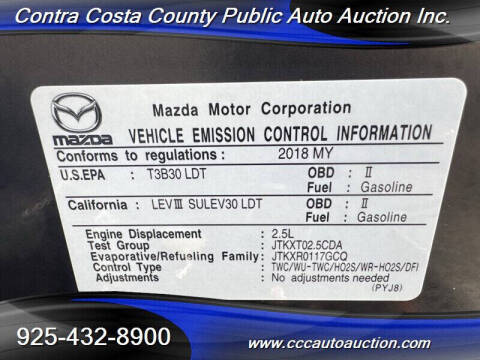 Contra Costa County Public Auto Auction Inc.
mazda
Mazda Motor Corporation
VEHICLE EMISSION CONTROL INFORMATION
Conforms to regulations : 2018 MY
U.S.EPA : T3B30 LDT OBD : II
Fuel : Gasoline
California : LEVⅢ SULEV30 LDT OBD : II
Fuel : Gasoline
Engine Displacement : 2.5L
Test Group : JTKXT02.5CDA
Evaporative/Refueling Family: JTKXR0117GCQ
Control Type : TWC/WU-TWC/HO2S/WR-HO2S/DFI
Adjustments : No adjustments needed
(PYJ8)
925-432-8900 www.cccautoauction.com